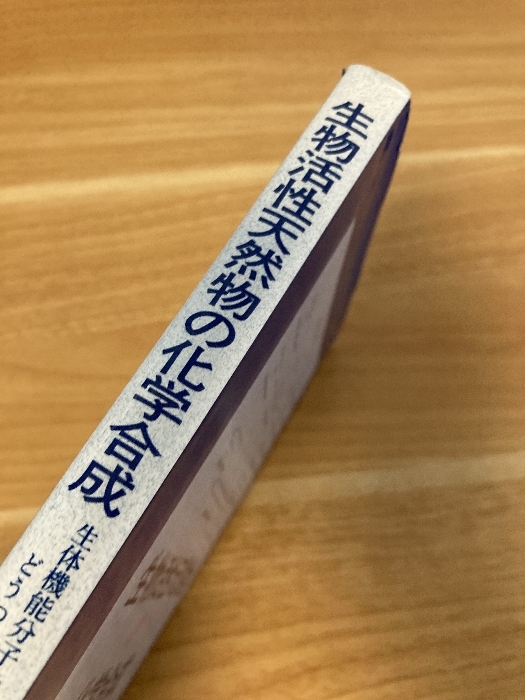 生物活性天然物の化学合成
生体機能分子
どうつ